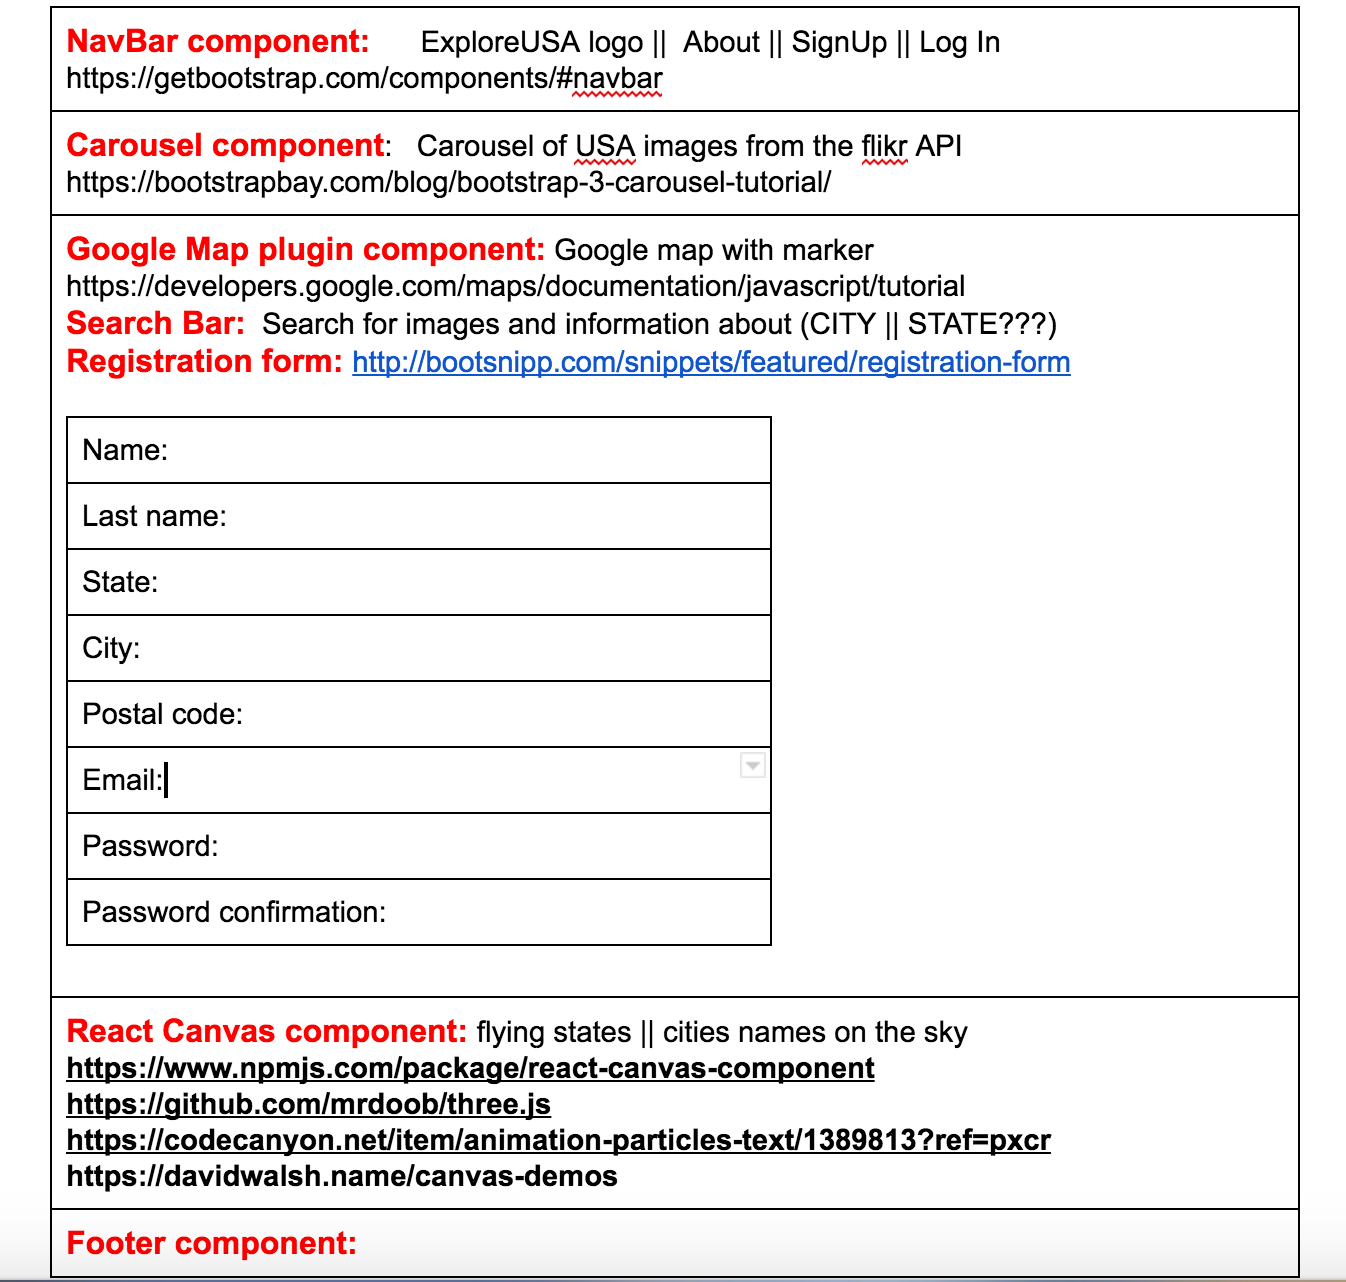 NavBar component: ExploreUSA logo || About || SignUp || Log In
https://getbootstrap.com/components/#navbar
Carousel component: Carousel of USA images from the flikr API
https://bootstrapbay.com/blog/bootstrap-3-carousel-tutorial/
Google Map plugin component: Google map with marker
https://developers.google.com/maps/documentation/javascript/tutorial
Search Bar: Search for images and information about (CITY || STATE???)
Registration form: http://bootsnipp.com/snippets/featured/registration-form
Name:
Last name:
State:
City:
Postal code:
Email:
Password:
Password confirmation:
React Canvas component: flying states || cities names on the sky
https://www.npmjs.com/package/react-canvas-component
https://github.com/mrdoob/three.js
https://codecanyon.net/item/animation-particles-text/1389813?ref=pxcr
https://davidwalsh.name/canvas-demos
Footer component: